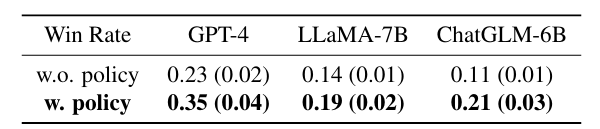 Win Rate GPT-4 LLaMA-7B ChatGLM-6B
w.o. policy 0.23 (0.02) 0.14 (0.01) 0.11 (0.01)
w. policy 0.35 (0.04) 0.19 (0.02) 0.21 (0.03)